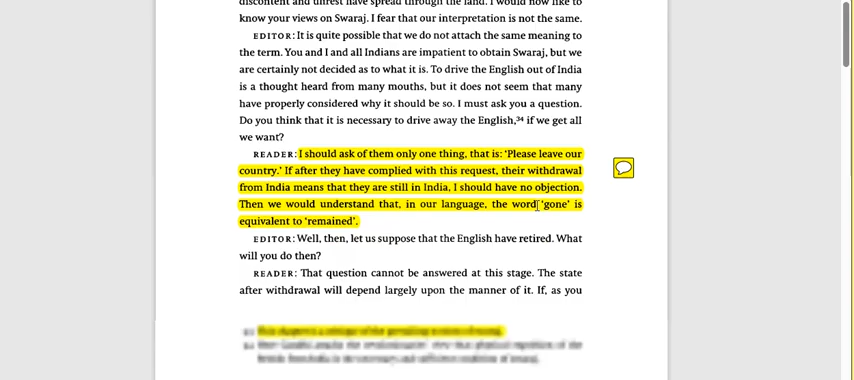 discontent and unrest have spread through the land. I would now like to
know your views on Swaraj. I fear that our interpretation is not the same.
EDITOR: It is quite possible that we do not attach the same meaning to
the term. You and I and all Indians are impatient to obtain Swaraj, but we
are certainly not decided as to what it is. To drive the English out of India
is a thought heard from many mouths, but it does not seem that many
have properly considered why it should be so. I must ask you a question.
Do you think that it is necessary to drive away the English,³⁴ if we get all
we want?
READER: I should ask of them only one thing, that is: 'Please leave our
country.' If after they have complied with this request, their withdrawal
from India means that they are still in India, I should have no objection.
Then we would understand that, in our language, the word 'gone' is
equivalent to 'remained'.
EDITOR: Well, then, let us suppose that the English have retired. What
will you do then?
READER: That question cannot be answered at this stage. The state
after withdrawal will depend largely upon the manner of it. If, as you